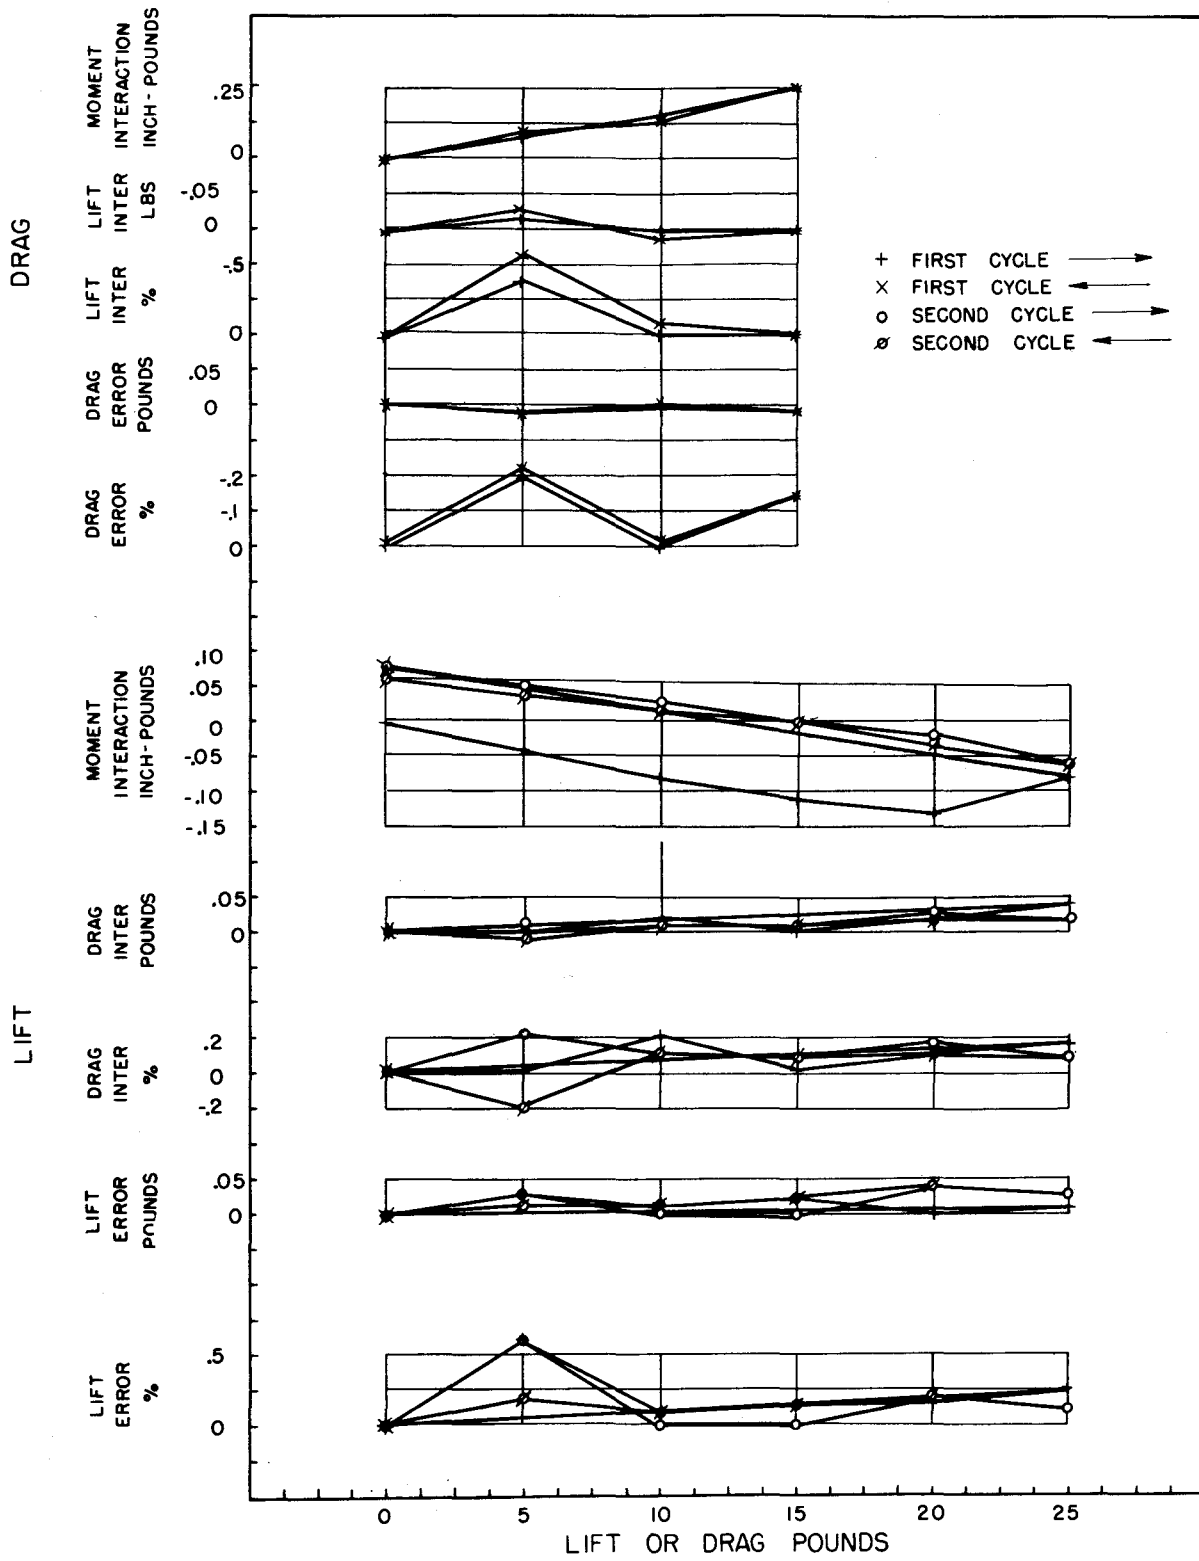 DRAG
MOMENT
INTERACTION
INCH-POUNDS
.25
0
LIFT
INTER
LBS
-.05
0
LIFT
INTER
%
-.5
0
DRAG
ERROR
POUNDS
.05
0
DRAG
ERROR
%
-.2
-.1
0
+ FIRST CYCLE →
× FIRST CYCLE ←
○ SECOND CYCLE →
ø SECOND CYCLE ←
LIFT
MOMENT
INTERACTION
INCH-POUNDS
.10
.05
0
-.05
-.10
-.15
DRAG
INTER
POUNDS
.05
0
DRAG
INTER
%
.2
0
-.2
LIFT
ERROR
POUNDS
.05
0
LIFT
ERROR
%
.5
0
0 5 10 15 20 25
LIFT OR DRAG POUNDS